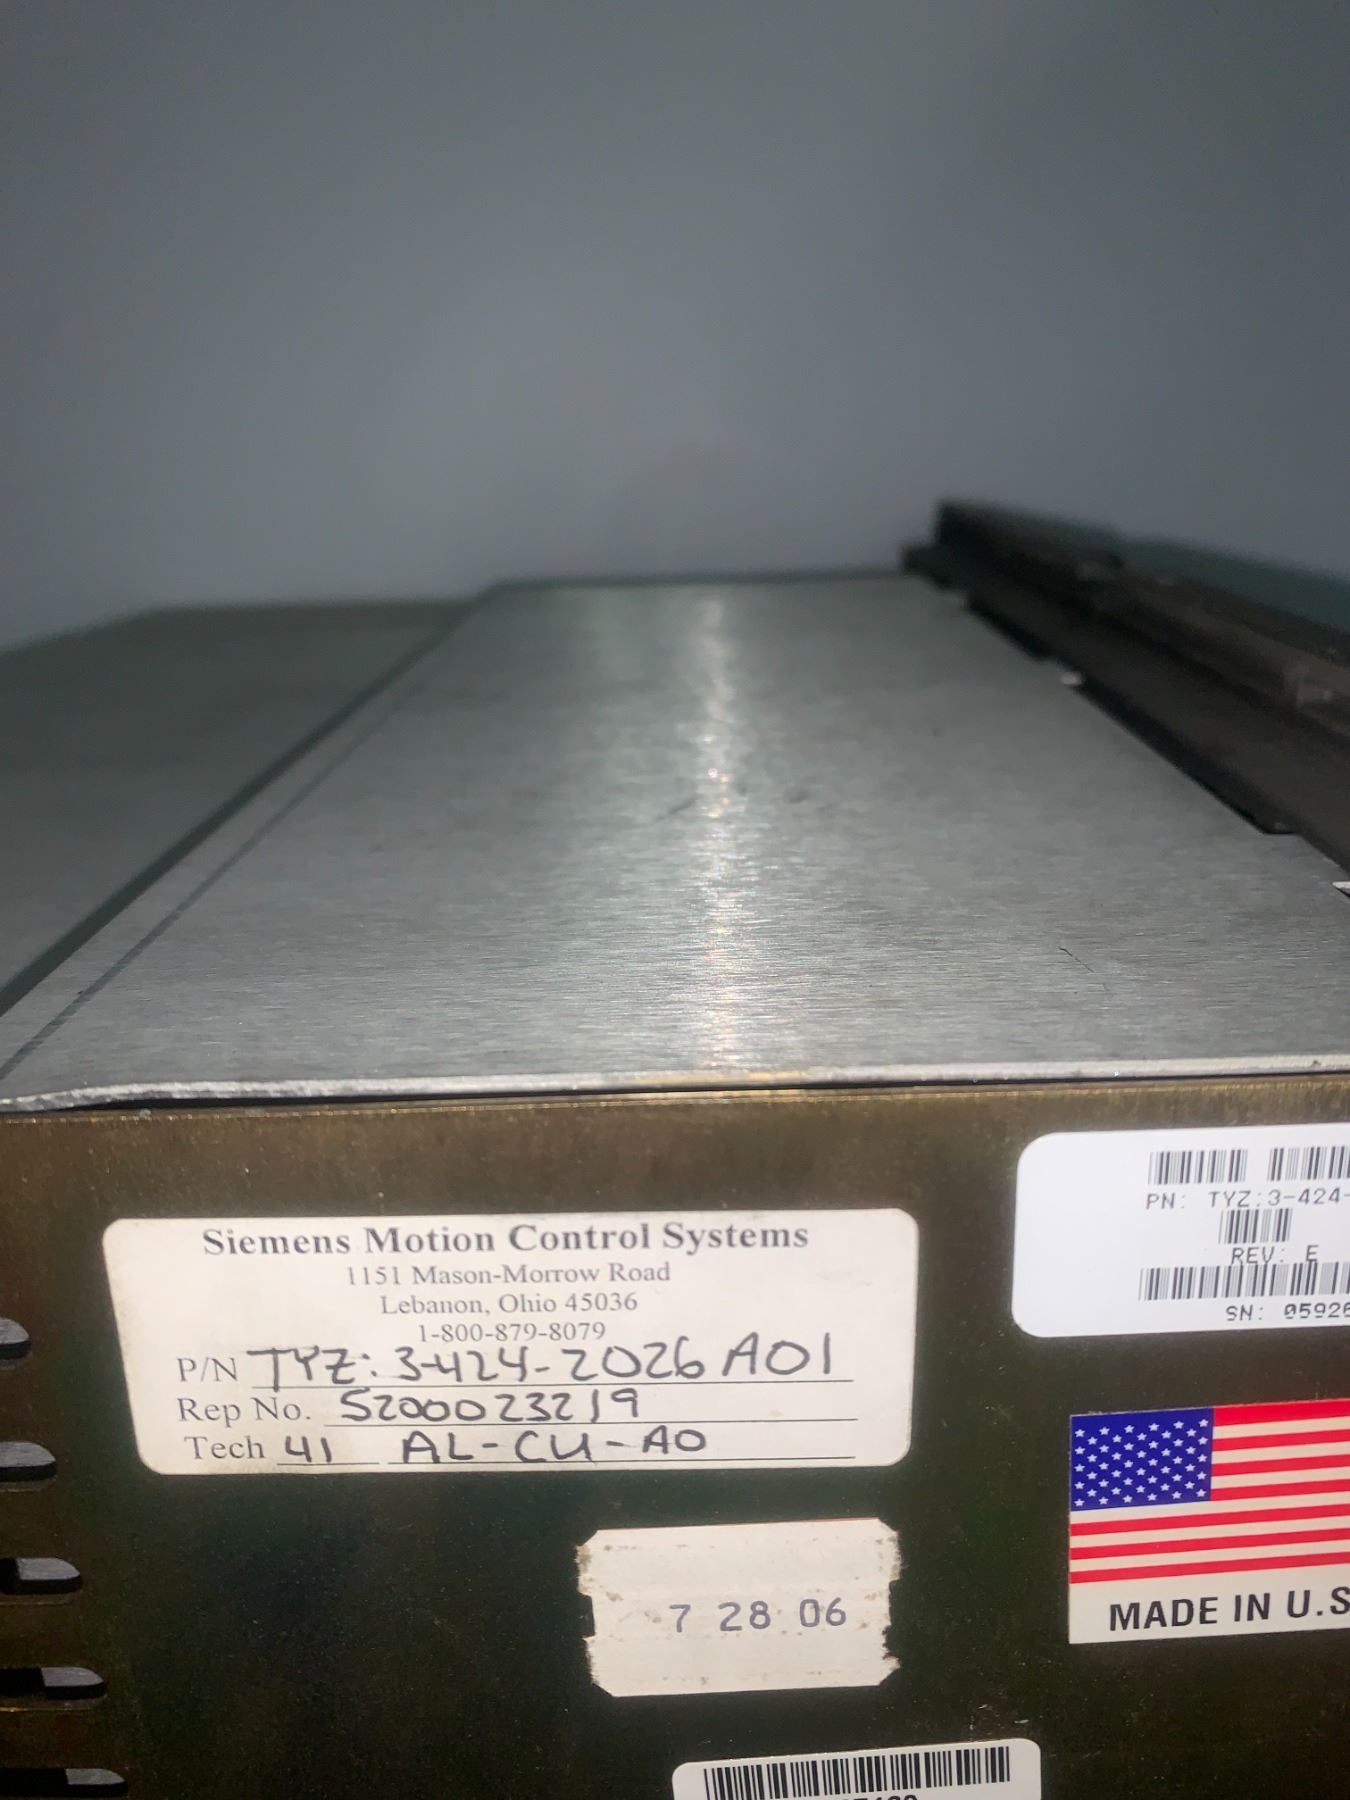 Siemens Motion Control Systems
1151 Mason-Morrow Road
Lebanon, Ohio 45036
1-800-879-8079
P/N TYZ: 3-424-2026A01
Rep No. S200023219
Tech 41 AL-CU-AO
PN: TYZ:3-424-
REV: E
SN: 05926
MADE IN U.S
7 28 06